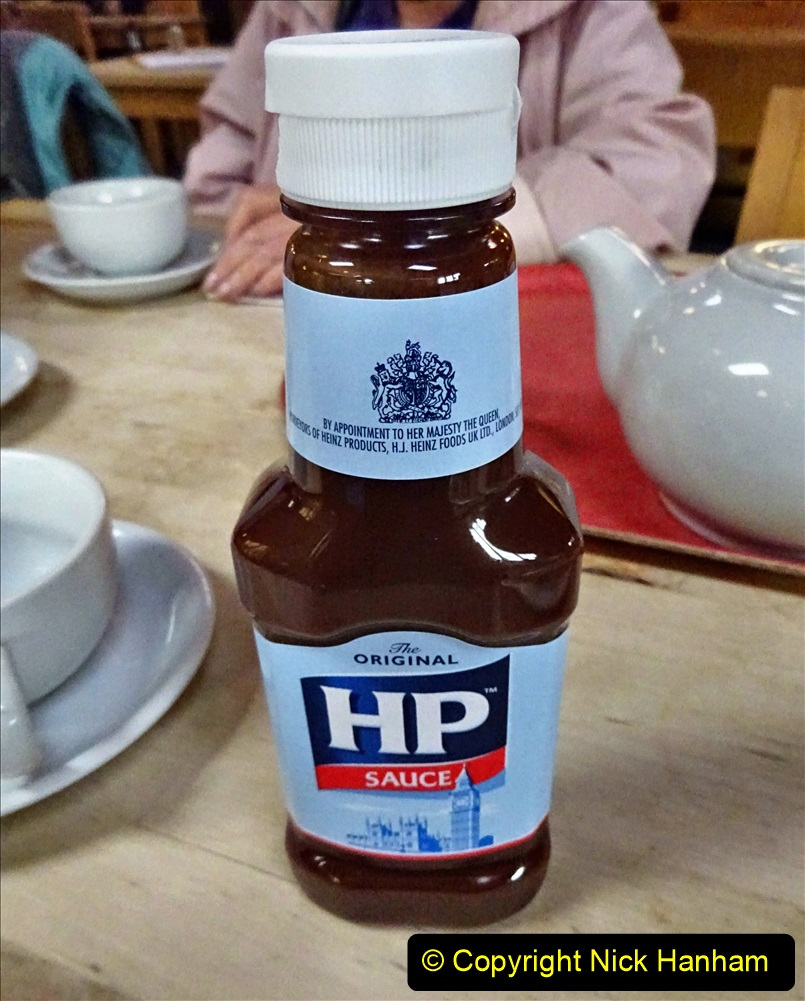 BY APPOINTMENT TO HER MAJESTY THE QUEEN,
OF HEINZ PRODUCTS, H.J. HEINZ FOODS UK LTD., LONDON,
The
ORIGINAL
HP™
SAUCE
© Copyright Nick Hanham